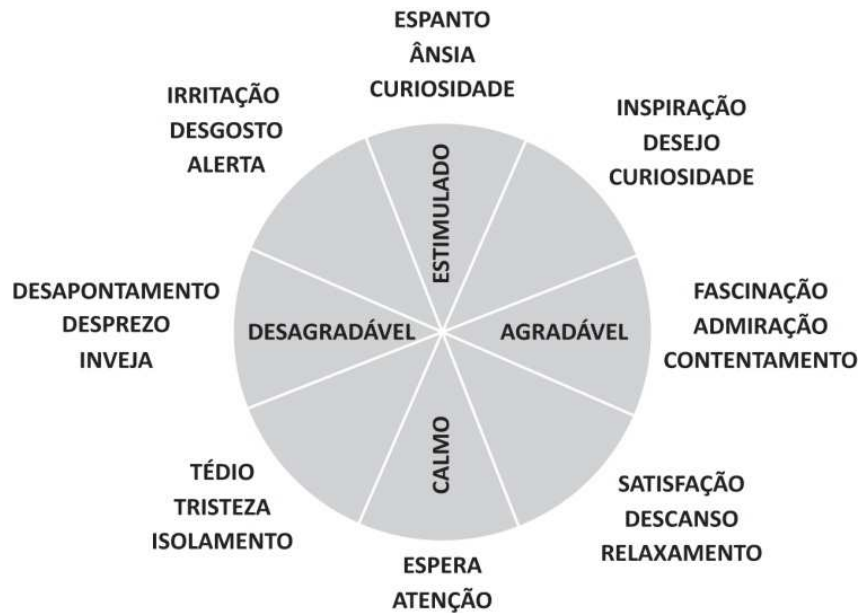 ESPANTO
ÂNSIA
CURIOSIDADE
IRRITAÇÃO
DESGOSTO
ALERTA
INSPIRAÇÃO
DESEJO
CURIOSIDADE
ESTIMULADO
DESAPONTAMENTO
DESPREZO
INVEJA
DESAGRADÁVEL
AGRADÁVEL
FASCINAÇÃO
ADMIRAÇÃO
CONTENTAMENTO
CALMO
TÉDIO
TRISTEZA
ISOLAMENTO
SATISFAÇÃO
DESCANSO
RELAXAMENTO
ESPERA
ATENÇÃO